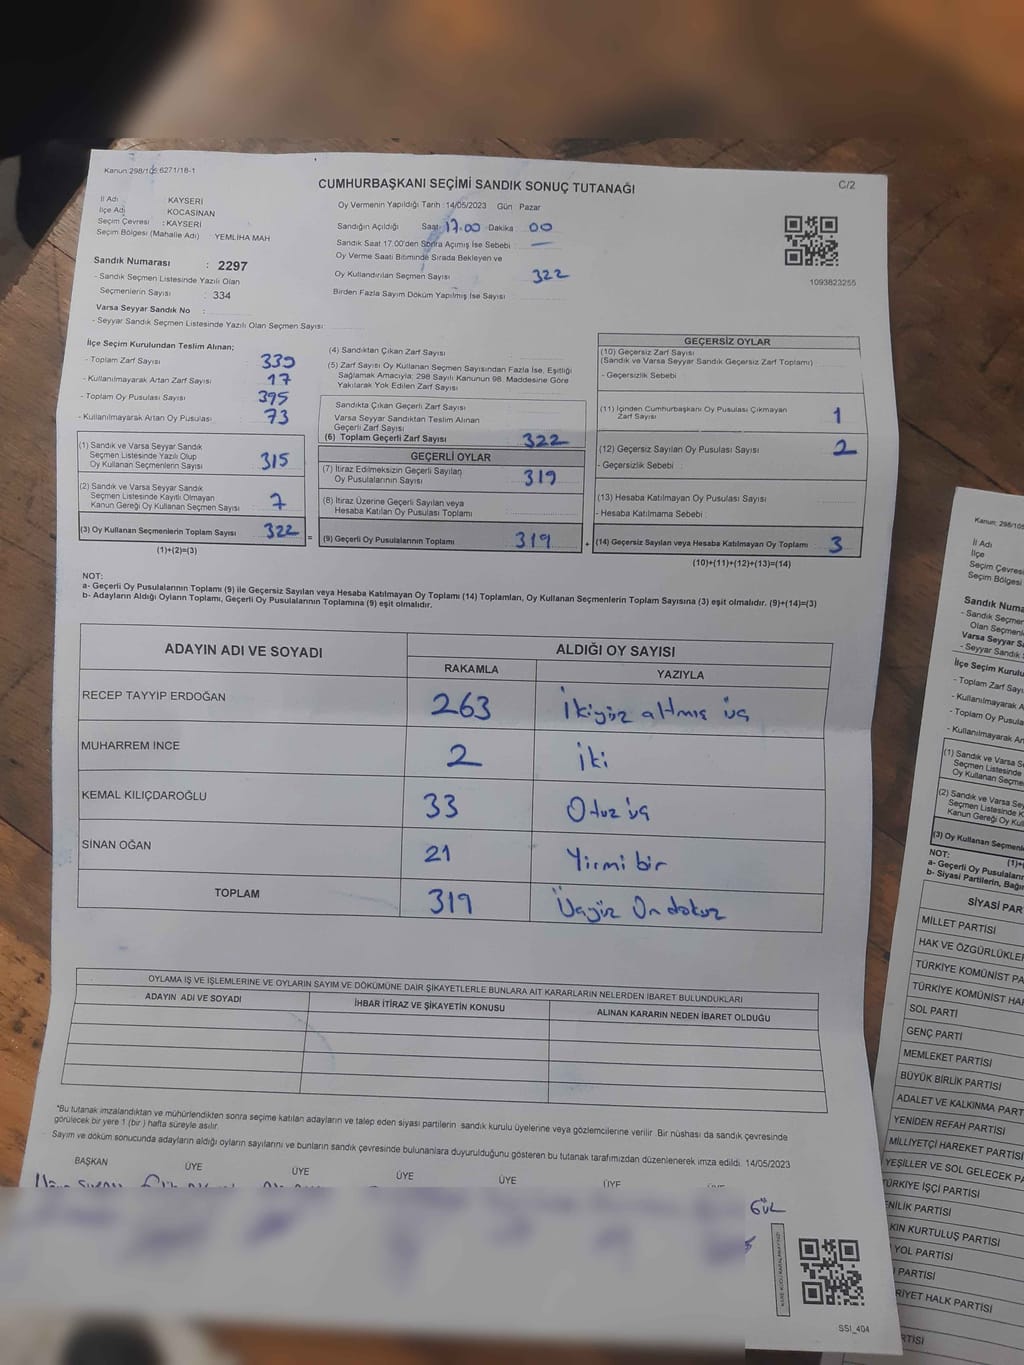 Kanun 298/105 6271/18-1
CUMHURBAŞKANI SEÇİMİ SANDIK SONUÇ TUTANAĞI
C/2
İl Adı : KAYSERİ
İlçe Adı : KOCASİNAN
Seçim Çevresi : KAYSERİ
Seçim Bölgesi (Mahalle Adı) YEMLİHA MAH
Sandık Numarası : 2297
- Sandık Seçmen Listesinde Yazılı Olan
Seçmenlerin Sayısı : 334
Varsa Seyyar Sandık No :
- Seyyar Sandık Seçmen Listesinde Yazılı Olan Seçmen Sayısı
Oy Vermenin Yapıldığı Tarih : 14/05/2023 Gün Pazar
Sandığın Açıldığı Saat 17.00 Dakika 00
Sandık Saat 17.00'den Sonra Açımış İse Sebebi : —
Oy Verme Saati Bitiminde Sırada Bekleyen ve
Oy Kullandırılan Seçmen Sayısı 322
Birden Fazla Sayım Döküm Yapılmış İse Sayısı
1093823255
İlçe Seçim Kurulundan Teslim Alınan;
- Toplam Zarf Sayısı 339
- Kullanılmayarak Artan Zarf Sayısı 17
- Toplam Oy Pusulası Sayısı 395
- Kullanılmayarak Artan Oy Pusulası 73
(1) Sandık ve Varsa Seyyar Sandık
Seçmen Listesinde Yazılı Olup
Oy Kullanan Seçmenlerin Sayısı 315
(2) Sandık ve Varsa Seyyar Sandık
Seçmen Listesinde Kayıtlı Olmayan
Kanun Gereği Oy Kullanan Seçmen Sayısı 7
(3) Oy Kullanan Seçmenlerin Toplam Sayısı 322
(1)+(2)=(3)
=
(4) Sandıktan Çıkan Zarf Sayısı
(5) Zarf Sayısı Oy Kullanan Seçmen Sayısından Fazla İse, Eşitliği
Sağlamak Amacıyla, 298 Sayılı Kanunun 98. Maddesine Göre
Yakılarak Yok Edilen Zarf Sayısı
Sandıkta Çıkan Geçerli Zarf Sayısı
Varsa Seyyar Sandıktan Teslim Alınan
Geçerli Zarf Sayısı
(6) Toplam Geçerli Zarf Sayısı 322
GEÇERLİ OYLAR
(7) İtiraz Edilmeksizin Geçerli Sayılan
Oy Pusulalarının Sayısı 319
(8) İtiraz Üzerine Geçerli Sayılan veya
Hesaba Katılan Oy Pusulası Toplamı
(9) Geçerli Oy Pusulalarının Toplamı 319
+
GEÇERSİZ OYLAR
(10) Geçersiz Zarf Sayısı
(Sandık ve Varsa Seyyar Sandık Geçersiz Zarf Toplamı)
- Geçersizlik Sebebi
(11) İçinden Cumhurbaşkanı Oy Pusulası Çıkmayan
Zarf Sayısı 1
(12) Geçersiz Sayılan Oy Pusulası Sayısı 2
- Geçersizlik Sebebi :
(13) Hesaba Katılmayan Oy Pusulası Sayısı
- Hesaba Katılmama Sebebi :
(14) Geçersiz Sayılan veya Hesaba Katılmayan Oy Toplamı 3
(10)+(11)+(12)+(13)=(14)
NOT:
a- Geçerli Oy Pusulalarının Toplamı (9) ile Geçersiz Sayılan veya Hesaba Katılmayan Oy Toplamı (14) Toplamları, Oy Kullanan Seçmenlerin Toplam Sayısına (3) eşit olmalıdır. (9)+(14)=(3)
b- Adayların Aldığı Oyların Toplamı, Geçerli Oy Pusulalarının Toplamına (9) eşit olmalıdır.
ADAYIN ADI VE SOYADI ALDIĞI OY SAYISI
RAKAMLA YAZIYLA
RECEP TAYYİP ERDOĞAN 263 İkiyüz altmış üç
MUHARREM İNCE 2 İki
KEMAL KILIÇDAROĞLU 33 Otuz üç
SİNAN OĞAN 21 Yirmi bir
TOPLAM 319 Üçyüz On dokuz
OYLAMA İŞ VE İŞLEMLERİNE VE OYLARIN SAYIM VE DÖKÜMÜNE DAİR ŞİKAYETLERLE BUNLARA AİT KARARLARIN NELERDEN İBARET BULUNDUKLARI
ADAYIN ADI VE SOYADI İHBAR İTİRAZ VE ŞİKAYETİN KONUSU ALINAN KARARIN NEDEN İBARET OLDUĞU
"Bu tutanak imzalandıktan ve mühürlendikten sonra seçime katılan adayların ve talep eden siyasi partilerin sandık kurulu üyelerine veya gözlemcilerine verilir. Bir nüshası da sandık çevresinde
görülecek bir yere 1 (bir ) hafta süreyle asılır.
Sayım ve döküm sonucunda adayların aldığı oyların sayılarını ve bunların sandık çevresinde bulunanlara duyurulduğunu gösteren bu tutanak tarafımızdan düzenlenerek imza edildi. 14/05/2023
BAŞKAN ÜYE ÜYE ÜYE ÜYE ÜYE
GÜL
SSI_404
Kanun: 298/105
İl Adı
İlçe
Seçim Çevresi
Seçim Bölgesi
Sandık Numa
- Sandık Seçmen
Olan Seçmenl
Varsa Seyyar S
- Seyyar Sandık
İlçe Seçim Kurulu
- Toplam Zarf Sayı
- Kullanılmayarak A
- Toplam Oy Pusula
- Kullanılmayarak Ar
(1) Sandık ve Varsa S
Seçmen Listesinde
Oy Kullanan Seçme
(2) Sandık ve Varsa Sey
Seçmen Listesinde K
Kanun Gereği Oy Kulla
(3) Oy Kullanan Seçmenle
(1)+
NOT:
a- Geçerli Oy Pusulaların
b- Siyasi Partilerin, Bağım
SİYASİ PAR
MİLLET PARTİSİ
HAK VE ÖZGÜRLÜKLER
TÜRKİYE KOMÜNİST PA
TÜRKİYE KOMÜNİST HAR
SOL PARTİ
GENÇ PARTİ
MEMLEKET PARTİSİ
BÜYÜK BİRLİK PARTİSİ
ADALET VE KALKINMA PART
YENİDEN REFAH PARTİSİ
MİLLİYETÇİ HAREKET PARTİSİ
YEŞİLLER VE SOL GELECEK PA
TÜRKİYE İŞÇİ PARTİSİ
ENİLİK PARTİSİ
KIN KURTULUŞ PARTİSİ
YOL PARTİSİ
PARTİSİ
RİYET HALK PARTİSİ
RTİSİ